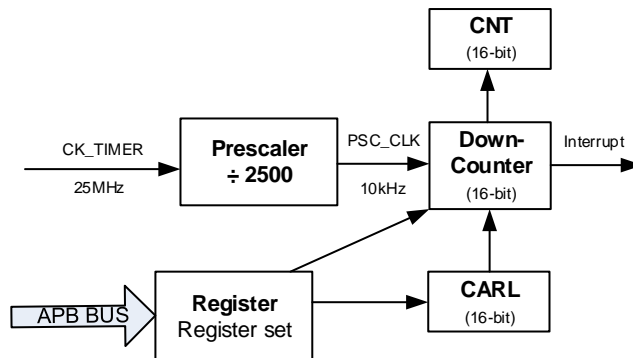 CNT
(16-bit)
CK_TIMER
25MHz
Prescaler
÷ 2500
PSC_CLK
10kHz
Down-
Counter
(16-bit)
Interrupt
APB BUS
Register
Register set
CARL
(16-bit)